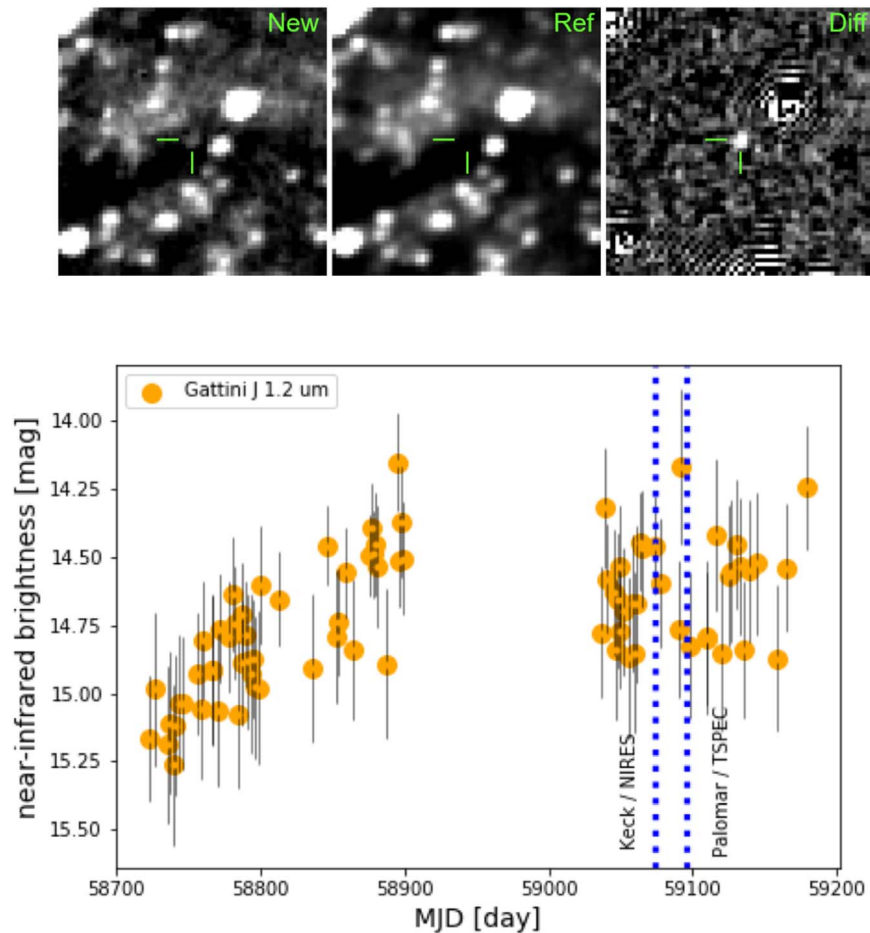 New
Ref
Diff
Gattini J 1.2 um
near-infrared brightness [mag]
14.00
14.25
14.50
14.75
15.00
15.25
15.50
Keck / NIRES
Palomar / TSPEC
58700
58800
58900
59000
59100
59200
MJD [day]